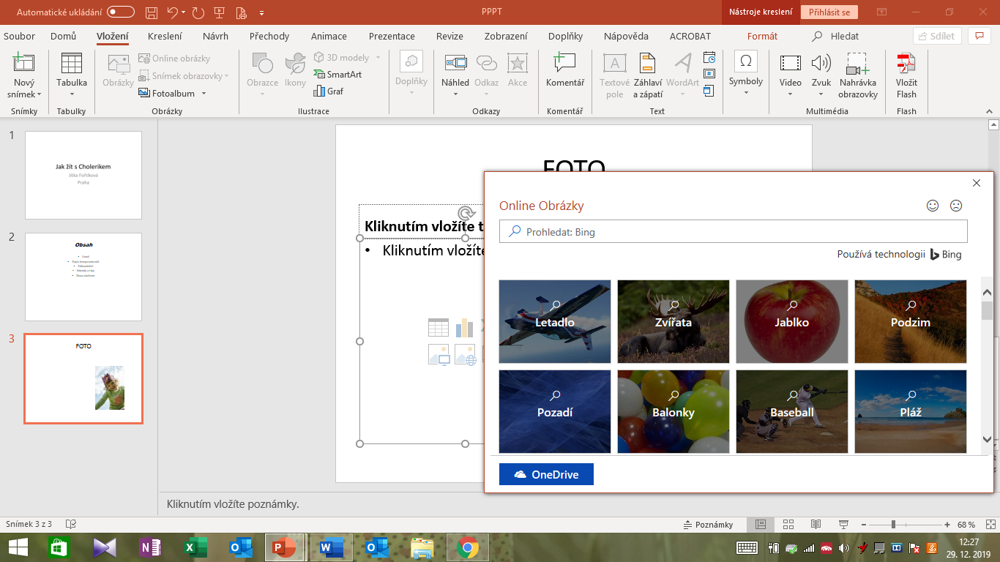 Automatické ukládání
PPPT
Nástroje kreslení
Přihlásit se
Soubor Domů Vložení Kreslení Návrh Přechody Animace Prezentace Revize Zobrazení Doplňky Nápověda ACROBAT Formát Hledat Sdílet
Nový snímek
Tabulka
Obrázky
Online obrázky
Snímek obrazovky
Fotoalbum
Obrazce
Ikony
3D modely
SmartArt
Graf
Doplňky
Náhled
Odkaz
Akce
Komentář
Textové pole
Záhlaví a zápatí
WordArt
Symboly
Video
Zvuk
Nahrávka obrazovky
Vložit Flash
Snímky Tabulky Obrázky Ilustrace Odkazy Komentář Text Multimédia Flash
1
Jak žít s Cholerikem
Jitka Fořtíková
Praha
2
Obsah
Úvod
Popis temperamentů
Návody a tipy
3
FOTO
FOTO
Kliknutím vložíte t
• Kliknutím vložíte
Online Obrázky
Prohledat: Bing
Používá technologii Bing
Letadlo Zvířata Jablko Podzim
Pozadí Balonky Baseball Pláž
OneDrive
Kliknutím vložíte poznámky.
Snímek 3 z 3
Poznámky
68 %
12:27
29. 12. 2019